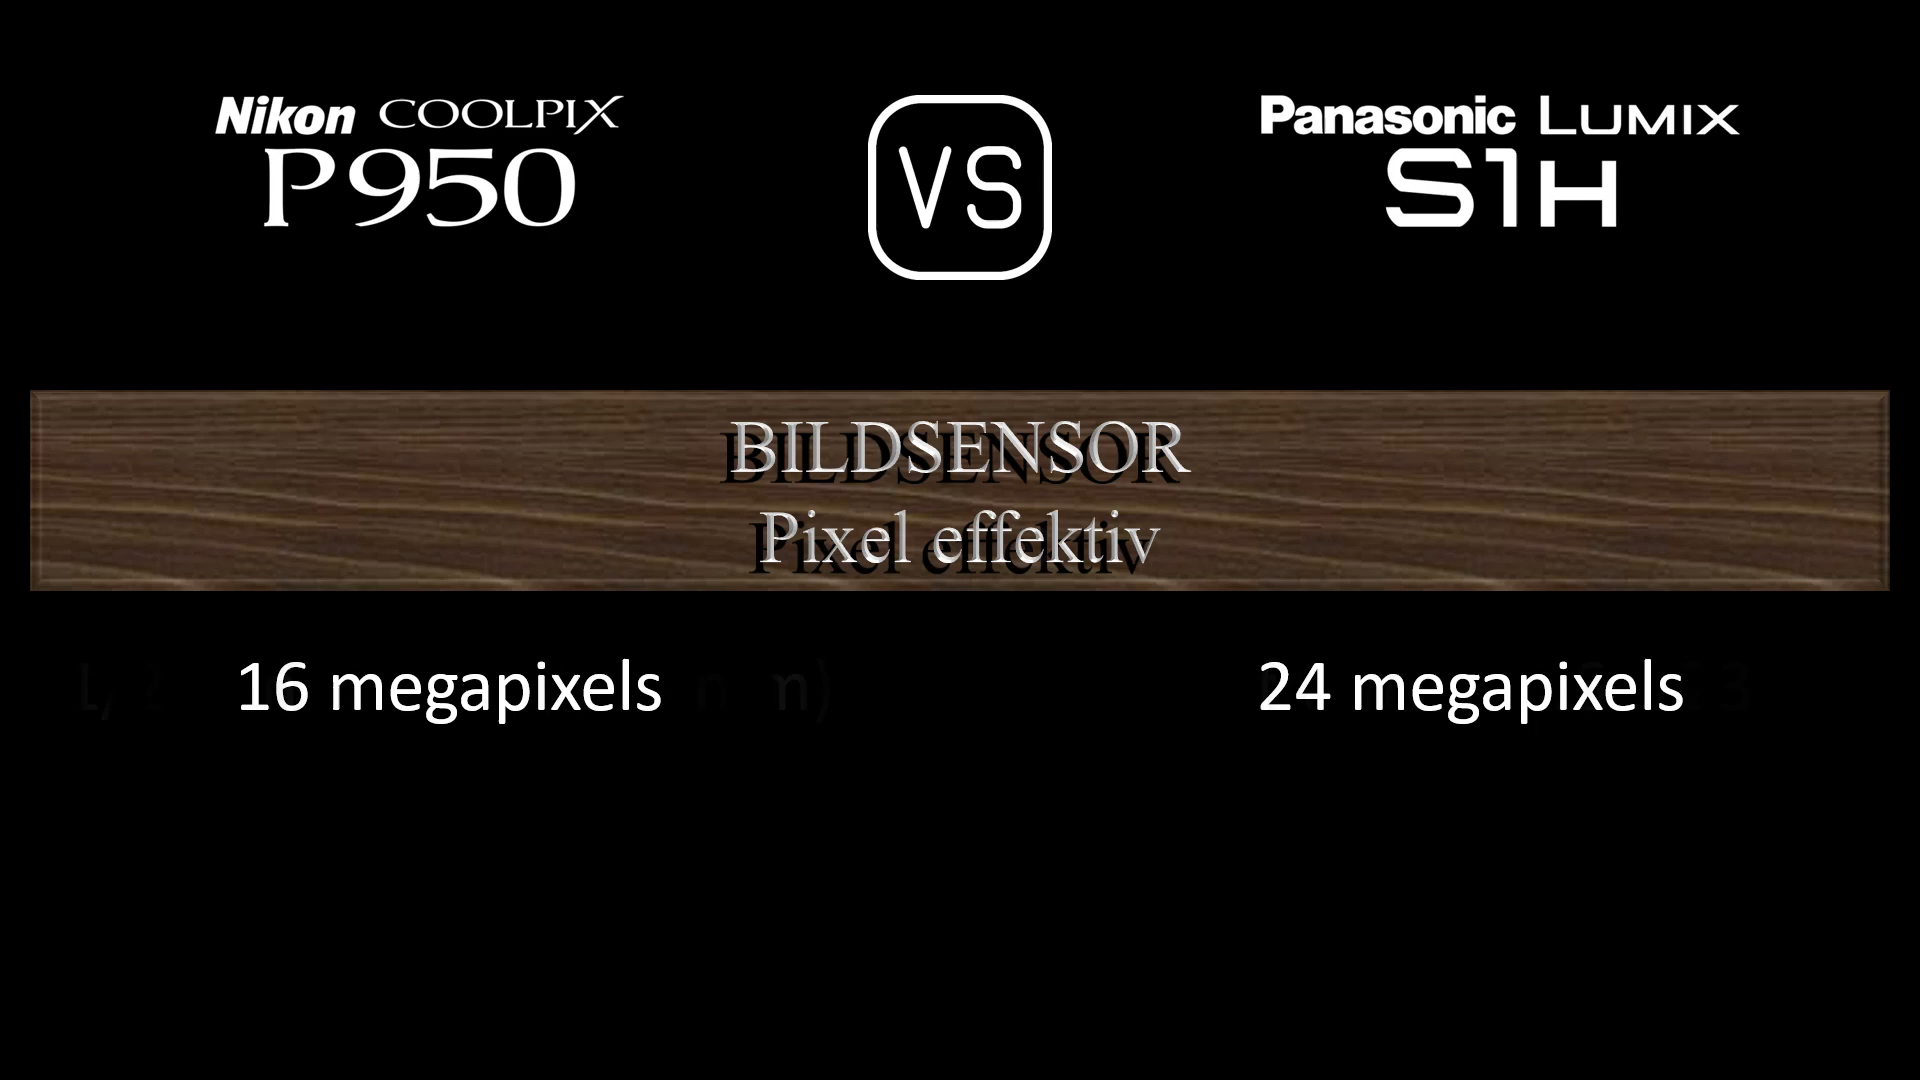 Nikon COOLPIX
P950
VS
Panasonic LUMIX
S1H
BILDSENSOR
Pixel effektiv
16 megapixels
24 megapixels